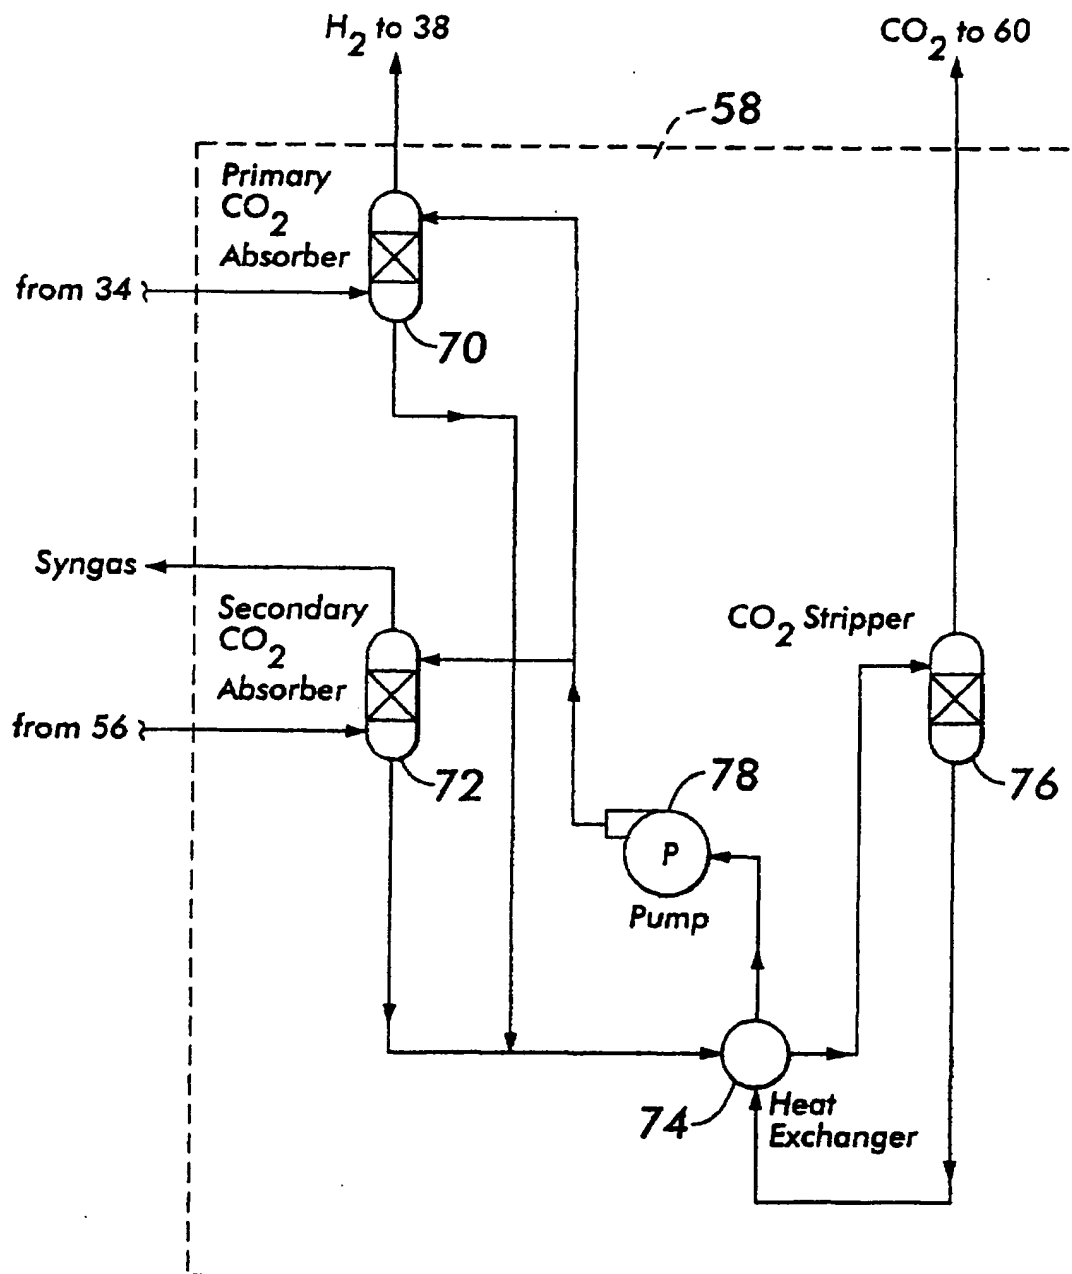 H2 to 38
CO2 to 60
58
Primary
CO2
Absorber
from 34
70
Syngas
Secondary
CO2
Absorber
CO2 Stripper
from 56
72
78
76
P
Pump
74
Heat
Exchanger